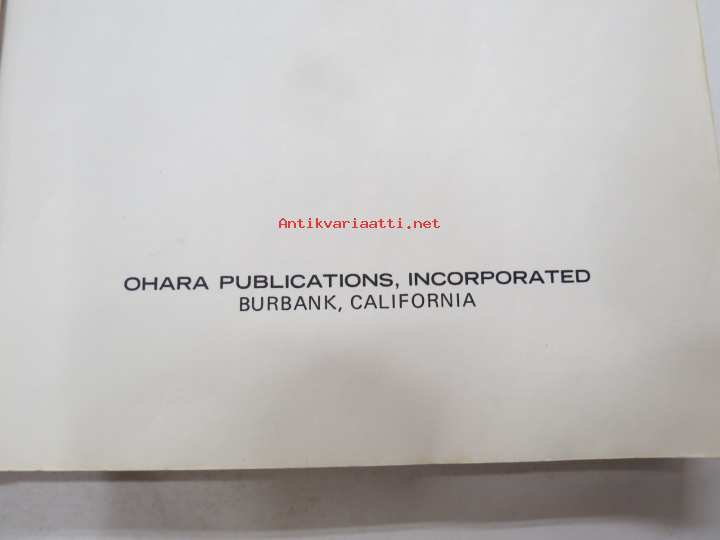 Antikvariaatti.net
OHARA PUBLICATIONS, INCORPORATED
BURBANK, CALIFORNIA